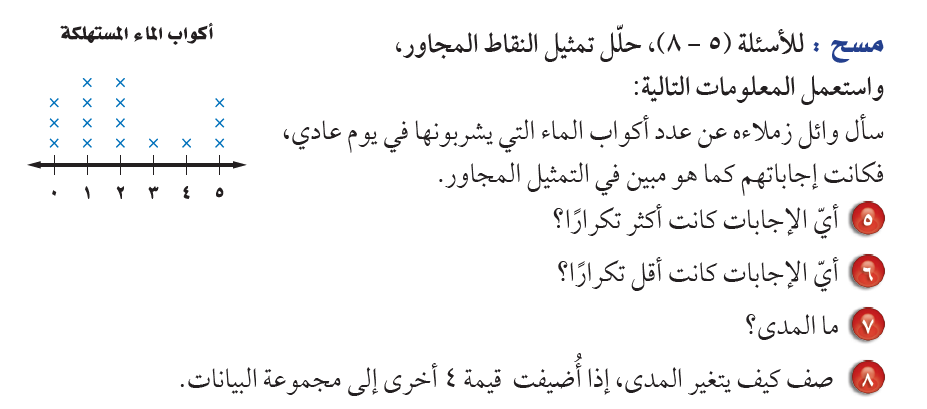 مسح : للأسئلة (٥ – ٨)، حلّل تمثيل النقاط المجاور،
واستعمل المعلومات التالية:
سأل وائل زملاءه عن عدد أكواب الماء التي يشربونها في يوم عادي،
فكانت إجاباتهم كما هو مبين في التمثيل المجاور.
أكواب الماء المستهلكة
٠ ١ ٢ ٣ ٤ ٥
٥ أيّ الإجابات كانت أكثر تكرارًا؟
٦ أيّ الإجابات كانت أقل تكرارًا؟
٧ ما المدى؟
٨ صف كيف يتغير المدى، إذا أُضيفت قيمة ٤ أخرى إلى مجموعة البيانات.